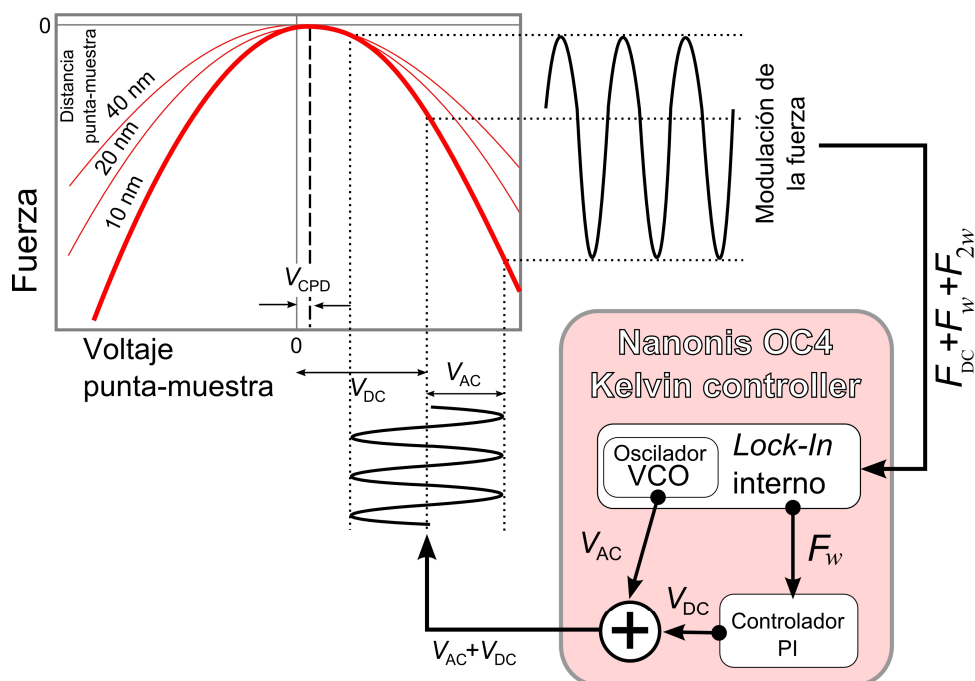 0
Distancia
punta-muestra
40 nm
20 nm
10 nm
Fuerza
V_CPD
0
Voltaje
punta-muestra
V_DC
V_AC
Modulación de
la fuerza
F_DC+F_w+F_2w
Nanonis OC4
Kelvin controller
Oscilador
VCO
Lock-In
interno
V_AC
F_w
V_DC
Controlador
PI
+
V_AC+V_DC